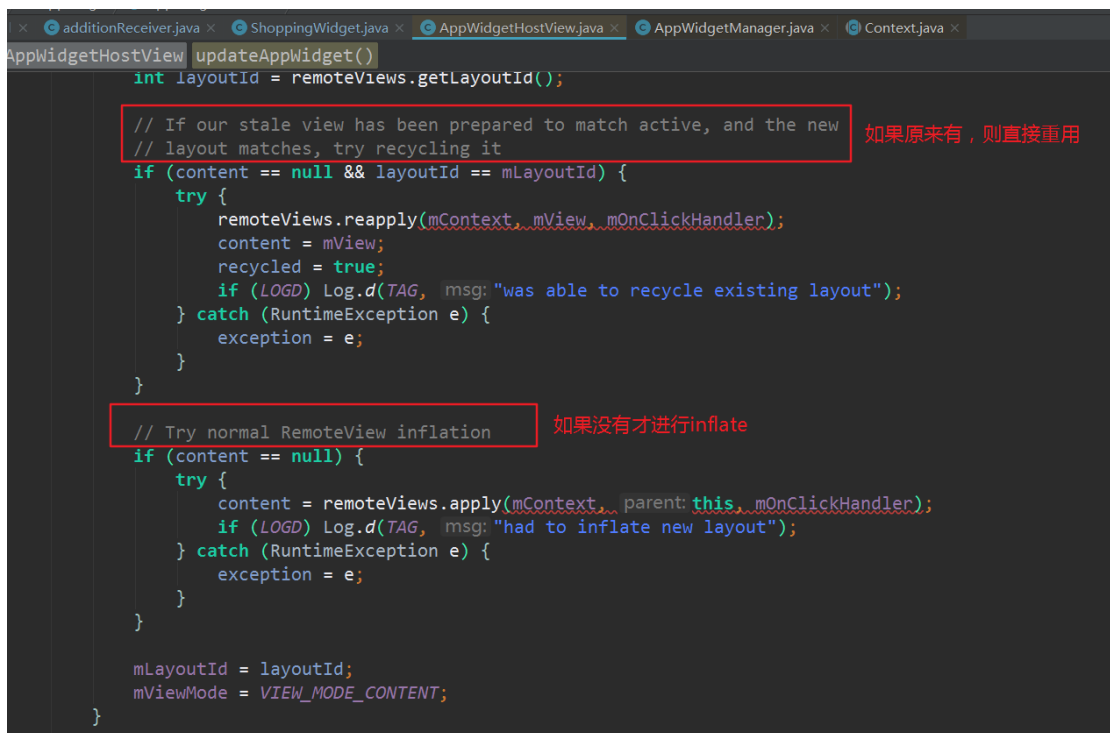 additionReceiver.java × ShoppingWidget.java × AppWidgetHostView.java × AppWidgetManager.java × Context.java ×
AppWidgetHostView updateAppWidget()
int layoutId = remoteViews.getLayoutId();
// If our stale view has been prepared to match active, and the new
如果原来有，则直接重用
// layout matches, try recycling it
if (content == null && layoutId == mLayoutId) {
try {
remoteViews.reapply(mContext, mView, mOnClickHandler);
content = mView;
recycled = true;
if (LOGD) Log.d(TAG, msg: "was able to recycle existing layout");
} catch (RuntimeException e) {
exception = e;
}
}
// Try normal RemoteView inflation
如果没有才进行inflate
if (content == null) {
try {
content = remoteViews.apply(mContext, parent: this, mOnClickHandler);
if (LOGD) Log.d(TAG, msg: "had to inflate new layout");
} catch (RuntimeException e) {
exception = e;
}
}
mLayoutId = layoutId;
mViewMode = VIEW_MODE_CONTENT;
}